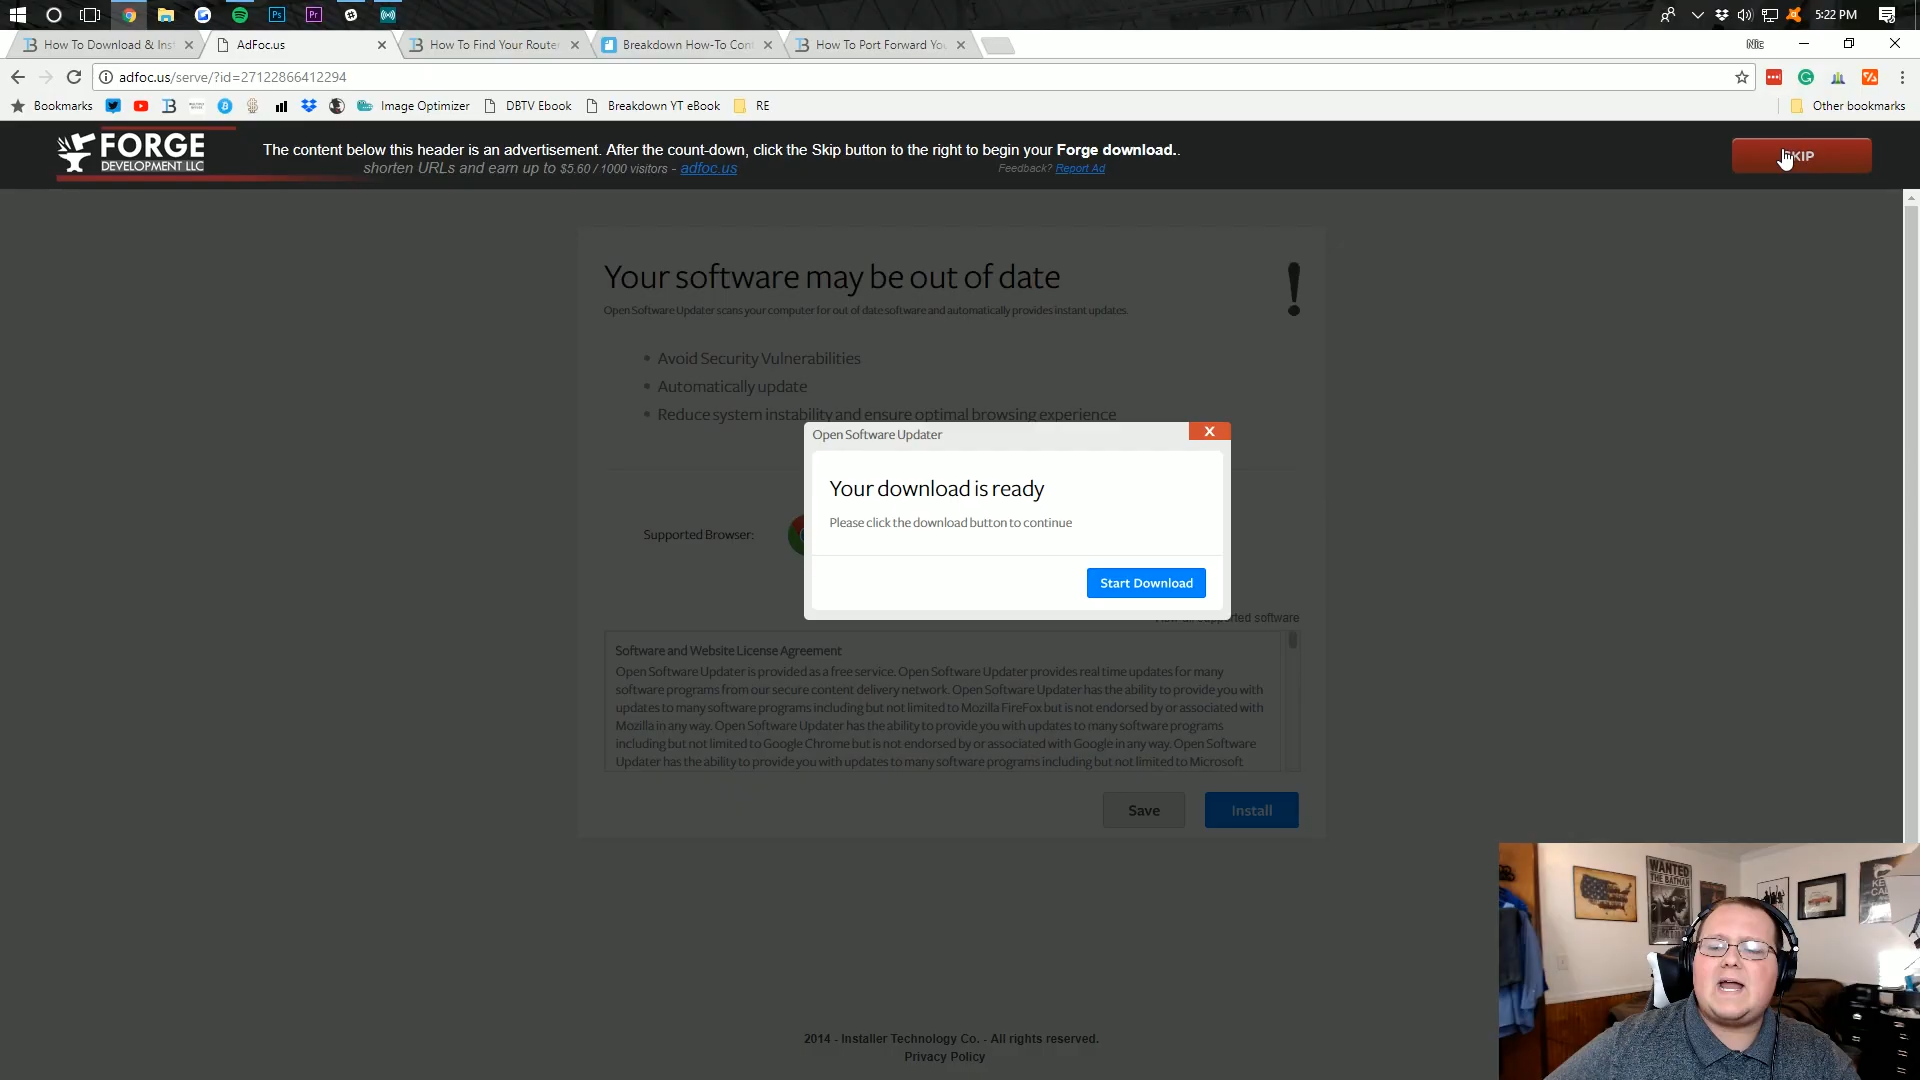 5:22 PM
How To Download & Inst
AdFoc.us
How To Find Your Router
Breakdown How-To Cont
How To Port Forward You
Nic
adfoc.us/serve/?id=27122866412294
Bookmarks
Image Optimizer
DBTV Ebook
Breakdown YT eBook
RE
Other bookmarks
FORGE
DEVELOPMENT LLC
The content below this header is an advertisement. After the count-down, click the Skip button to the right to begin your Forge download..
shorten URLs and earn up to $5.60 / 1000 visitors - adfoc.us
Feedback? Report Ad
KIP
Your software may be out of date
Open Software Updater scans your computer for out of date software and automatically provides instant updates.
• Avoid Security Vulnerabilities
• Automatically update
• Reduce system instability and ensure optimal browsing experience
Open Software Updater
X
Your download is ready
Please click the download button to continue
Supported Browser:
Start Download
software
Software and Website License Agreement
Open Software Updater is provided as a free service. Open Software Updater provides real time updates for many
software programs from our secure content delivery network. Open Software Updater has the ability to provide you with
updates to many software programs including but not limited to Mozilla FireFox but is not endorsed by or associated with
Mozilla in any way. Open Software Updater has the ability to provide you with updates to many software programs
including but not limited to Google Chrome but is not endorsed by or associated with Google in any way. Open Software
Updater has the ability to provide you with updates to many software programs including but not limited to Microsoft
Save
Install
2014 - Installer Technology Co. - All rights reserved.
Privacy Policy
WANTED
THE BATMAN